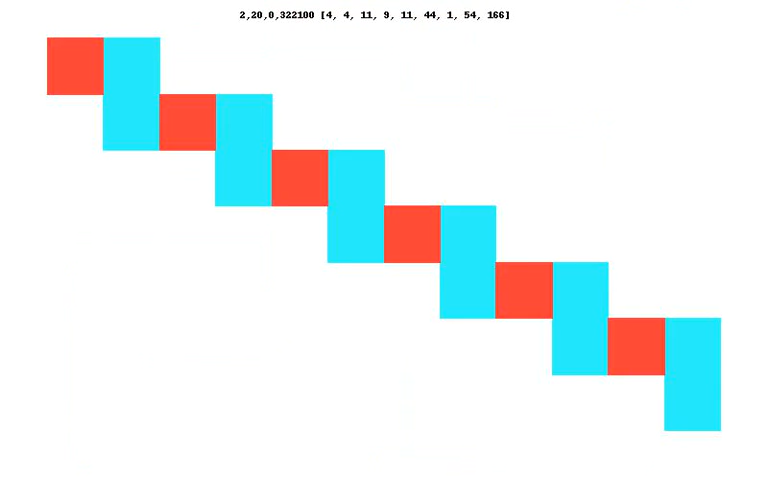 2,20,0,322100 [4, 4, 11, 9, 11, 44, 1, 54, 166]